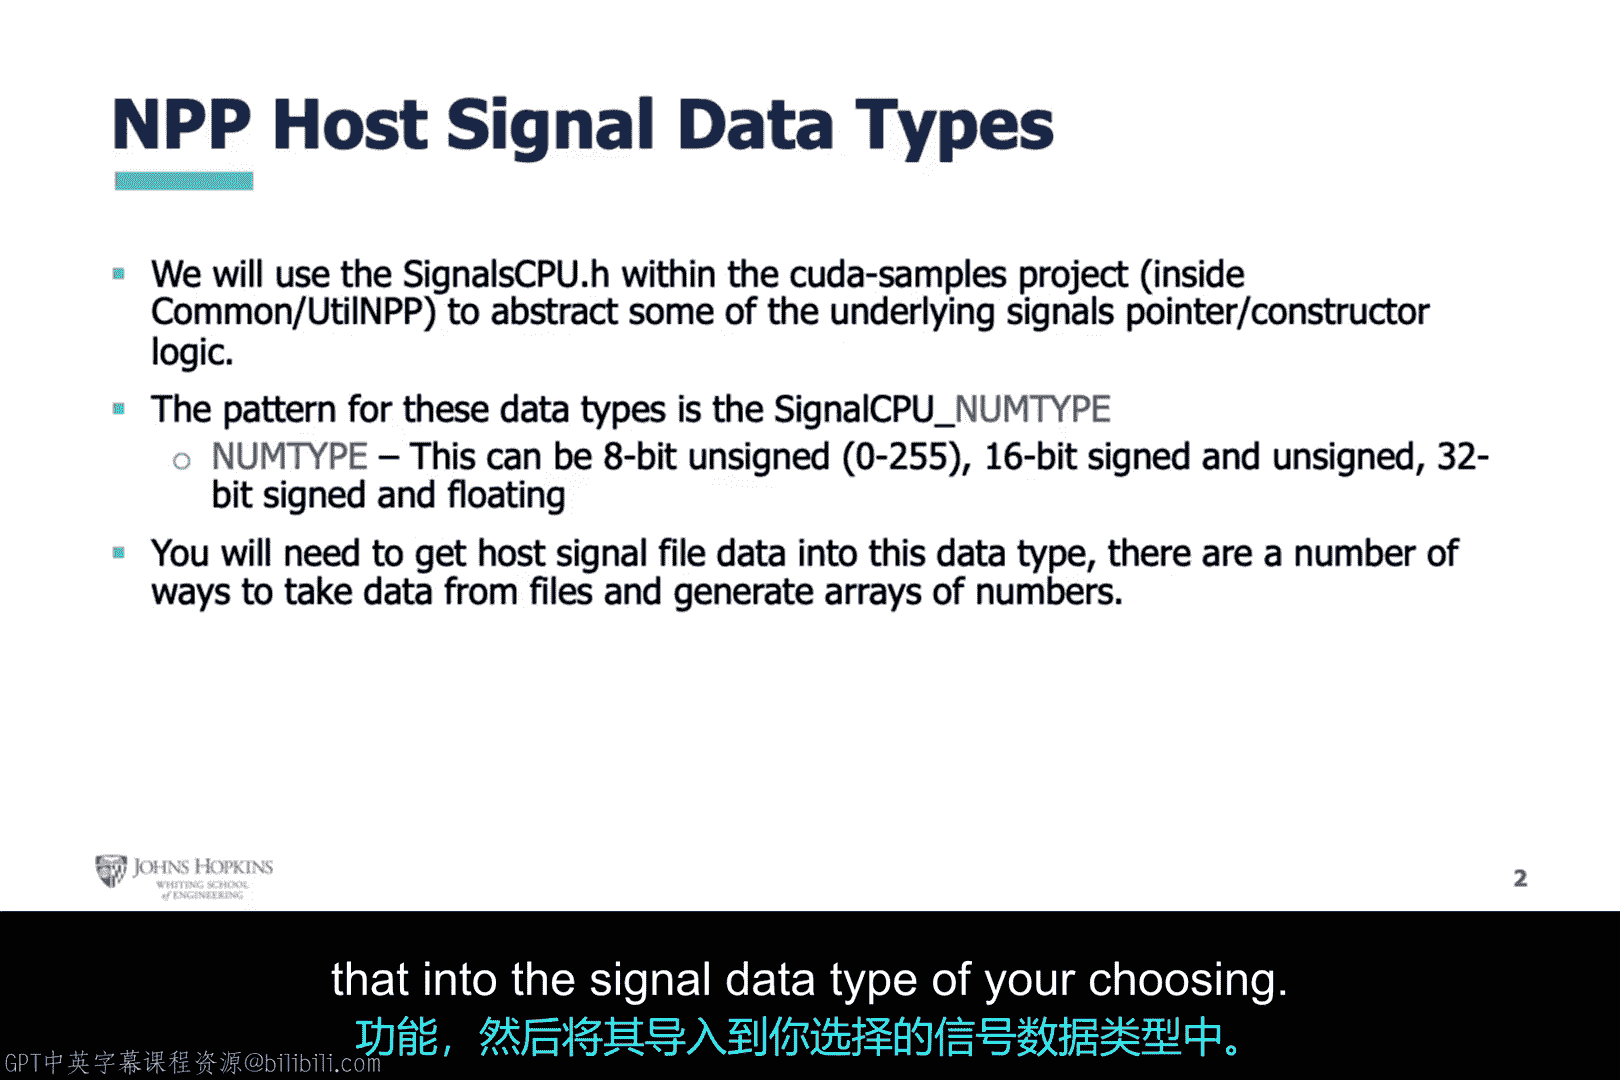 NPP Host Signal Data Types
We will use the SignalsCPU.h within the cuda-samples project (inside
Common/UtilNPP) to abstract some of the underlying signals pointer/constructor
logic.
The pattern for these data types is the SignalCPU_NUMTYPE
NUMTYPE – This can be 8-bit unsigned (0-255), 16-bit signed and unsigned, 32-
bit signed and floating
You will need to get host signal file data into this data type, there are a number of
ways to take data from files and generate arrays of numbers.
JOHNS HOPKINS
WHITING SCHOOL
of ENGINEERING
2
that into the signal data type of your choosing.
功能，然后将其导入到你选择的信号数据类型中。
GPT中英字幕课程资源@bilibili.com